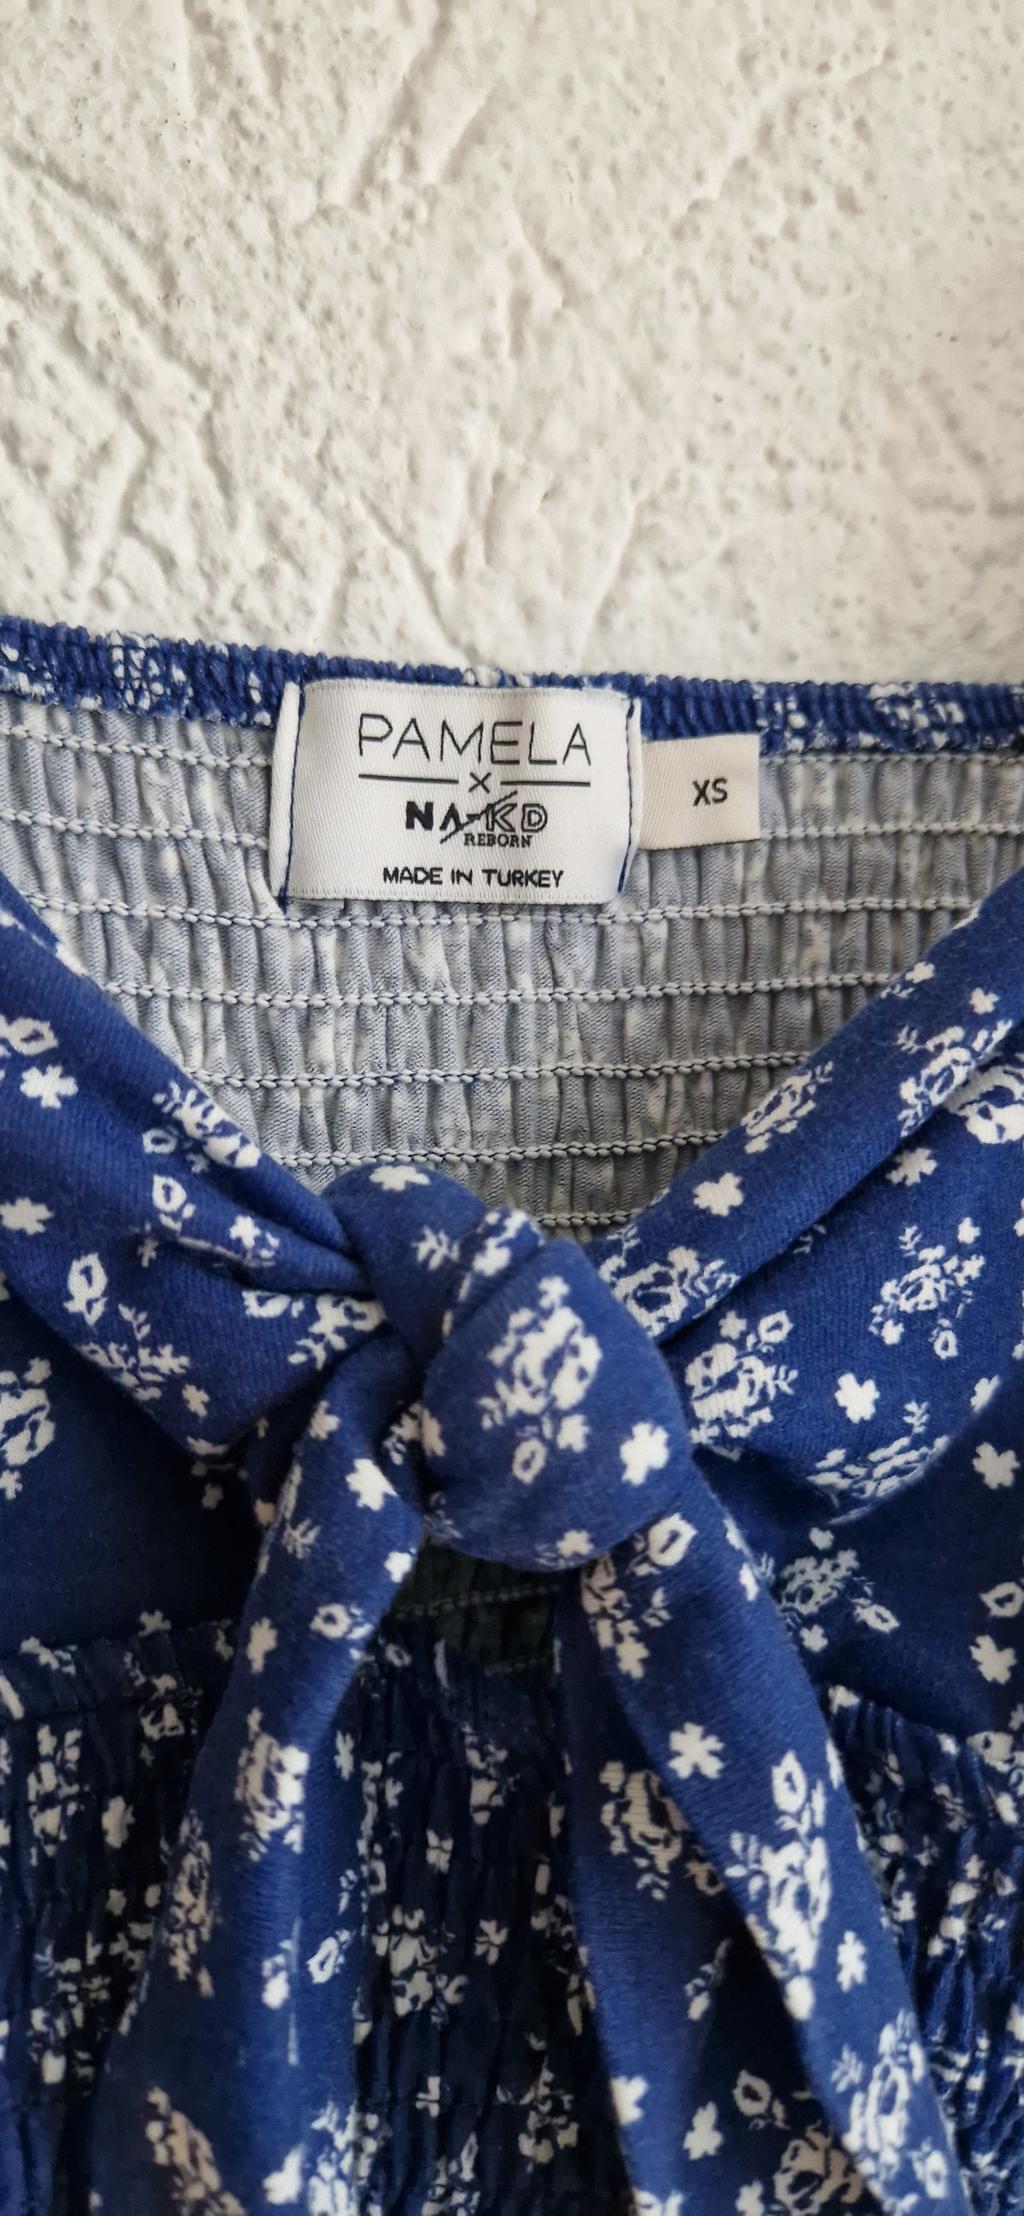 PAMELA
X
NA-KD
REBORN
MADE IN TURKEY
XS